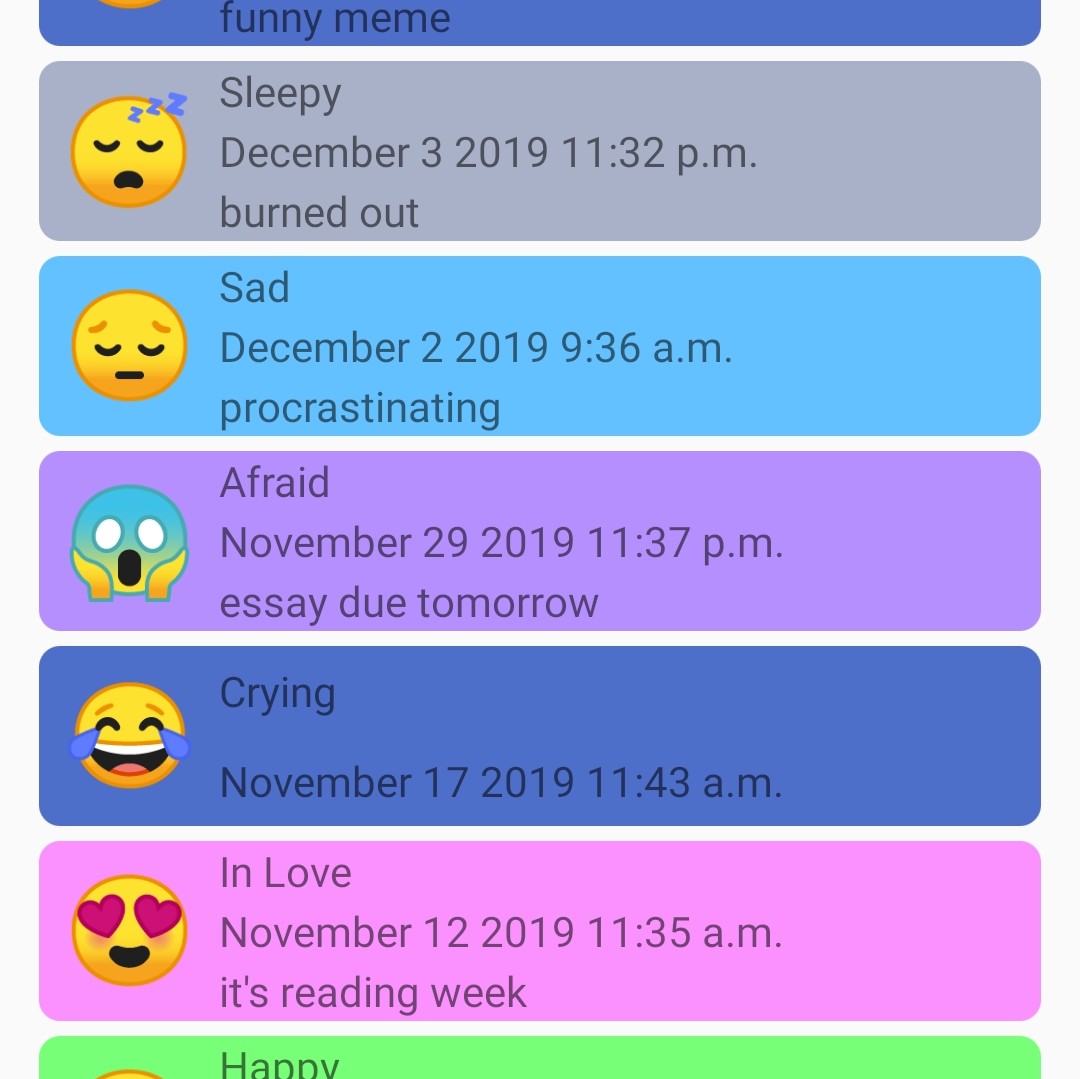 funny meme
Sleepy
December 3 2019 11:32 p.m.
burned out
Sad
December 2 2019 9:36 a.m.
procrastinating
Afraid
November 29 2019 11:37 p.m.
essay due tomorrow
Crying
November 17 2019 11:43 a.m.
In Love
November 12 2019 11:35 a.m.
it's reading week
Happy